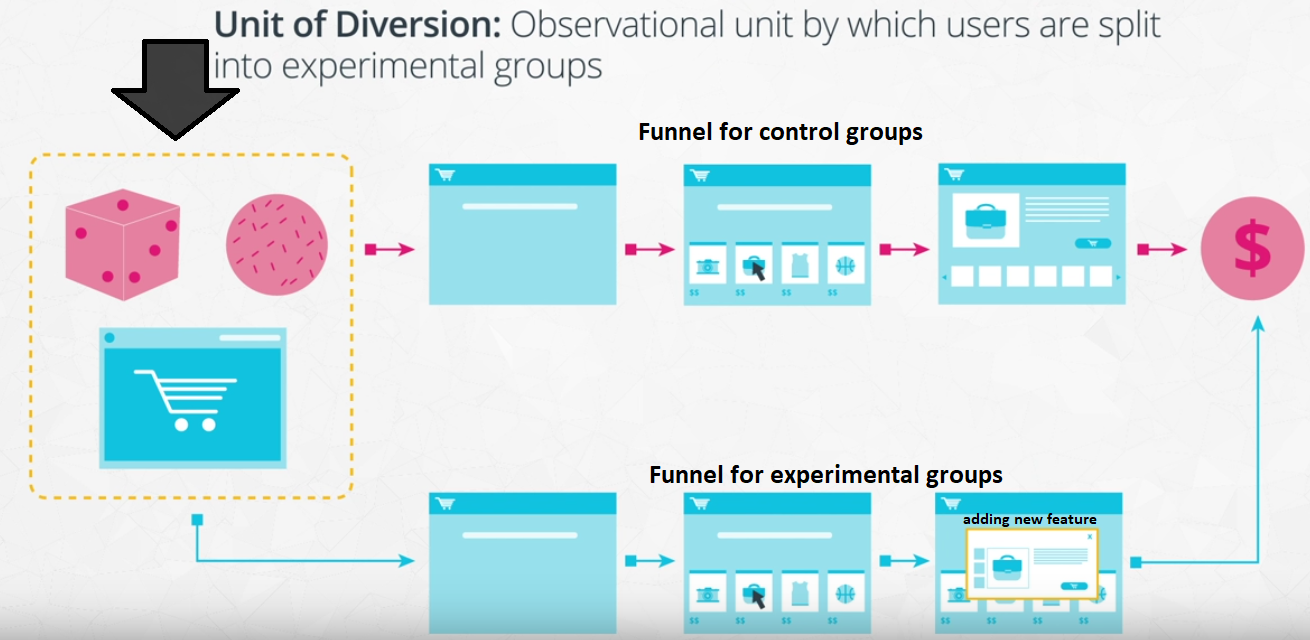 Unit of Diversion: Observational unit by which users are split
into experimental groups
Funnel for control groups
$$ $$ $$ $$
$
Funnel for experimental groups
adding new feature
x
$$ $$ $$ $$
$$ $$ $$ $$